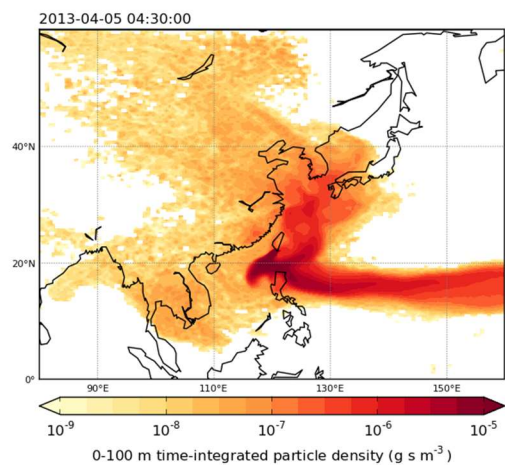 2013-04-05 04:30:00
40°N
20°N
0°
90°E
110°E
130°E
150°E
10⁻⁹
10⁻⁸
10⁻⁷
10⁻⁶
10⁻⁵
0-100 m time-integrated particle density (g s m⁻³)